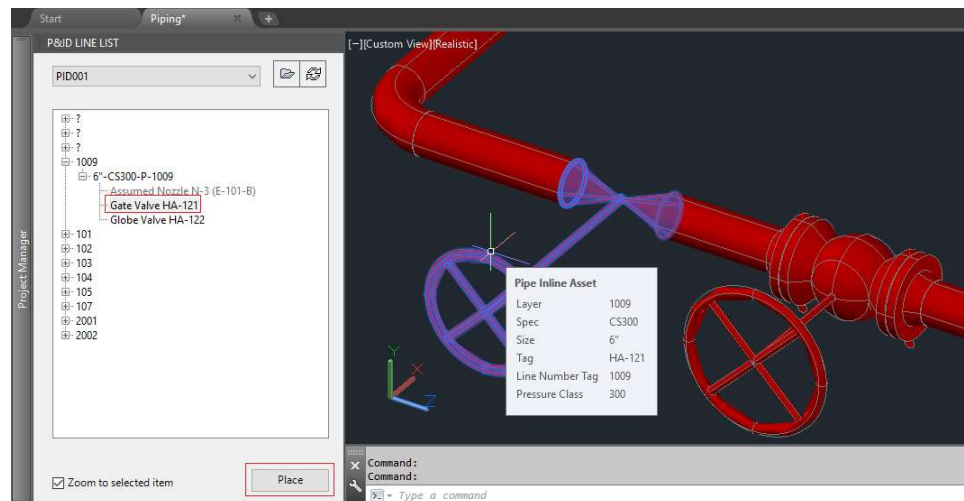 Start
Piping*
P&ID LINE LIST
PID001
?
?
?
1009
6"-CS300-P-1009
Assumed Nozzle N-3 (E-101-B)
Gate Valve HA-121
Globe Valve HA-122
101
102
103
104
105
107
2001
2002
Zoom to selected item
Place
Project Manager
[−][Custom View][Realistic]
Pipe Inline Asset
Layer 1009
Spec CS300
Size 6"
Tag HA-121
Line Number Tag 1009
Pressure Class 300
Y
X
Z
Command:
Command:
Type a command